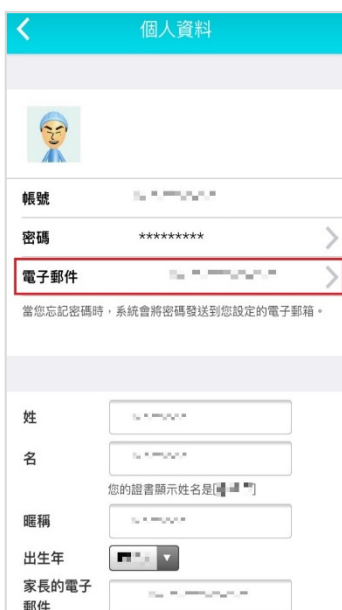 個人資料
帳號
密碼 *********
電子郵件
當您忘記密碼時，系統會將密碼發送到您設定的電子郵箱。
姓
名
您的證書顯示姓名是[]
暱稱
出生年
家長的電子
郵件